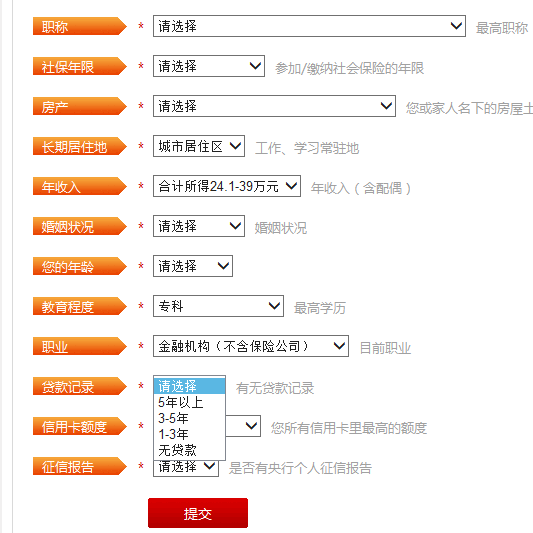 职称 * 请选择 最高职称
社保年限 * 请选择 参加/缴纳社会保险的年限
房产 * 请选择 您或家人名下的房屋土
长期居住地 * 城市居住区 工作、学习常驻地
年收入 * 合计所得24.1-39万元 年收入（含配偶）
婚姻状况 * 请选择 婚姻状况
您的年龄 * 请选择
教育程度 * 专科 最高学历
职业 * 金融机构（不含保险公司） 目前职业
贷款记录 * 请选择 有无贷款记录
5年以上
3-5年
1-3年
无贷款
信用卡额度 * 您所有信用卡里最高的额度
征信报告 * 请选择 是否有央行个人征信报告
提交